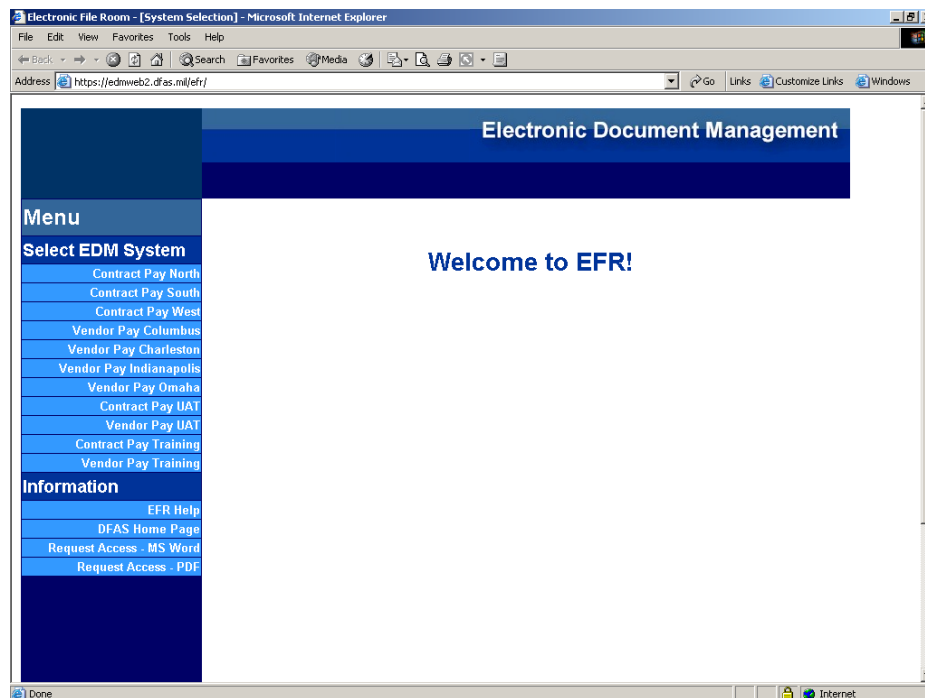 Electronic File Room - [System Selection] - Microsoft Internet Explorer
File Edit View Favorites Tools Help
Back Search Favorites Media
Address https://edmweb2.dfas.mil/efr/ Go Links Customize Links Windows
Electronic Document Management
Menu
Select EDM System
Contract Pay North
Contract Pay South
Contract Pay West
Vendor Pay Columbus
Vendor Pay Charleston
Vendor Pay Indianapolis
Vendor Pay Omaha
Contract Pay UAT
Vendor Pay UAT
Contract Pay Training
Vendor Pay Training
Information
EFR Help
DFAS Home Page
Request Access - MS Word
Request Access - PDF
Welcome to EFR!
Done Internet